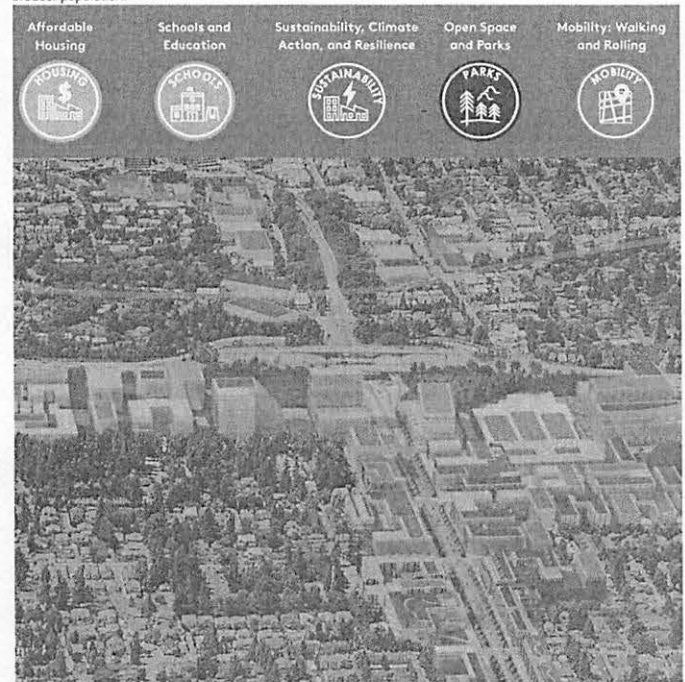 Affordable
Housing
Schools and
Education
Sustainability, Climate
Action, and Resilience
Open Space
and Parks
Mobility: Walking
and Rolling
HOUSING
$
SCHOOLS
SUSTAINABILITY
PARKS
MOBILITY